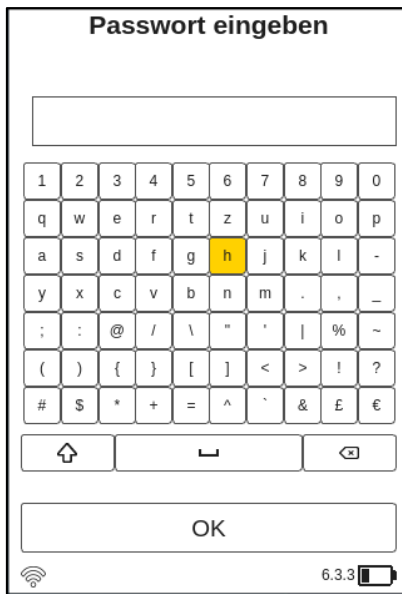 Passwort eingeben
1 2 3 4 5 6 7 8 9 0
q w e r t z u i o p
a s d f g h j k l -
y x c v b n m . , _
; : @ / \ " ' | % ~
( ) { } [ ] < > ! ?
# $ * + = ^ ` & £ €
OK
6.3.3